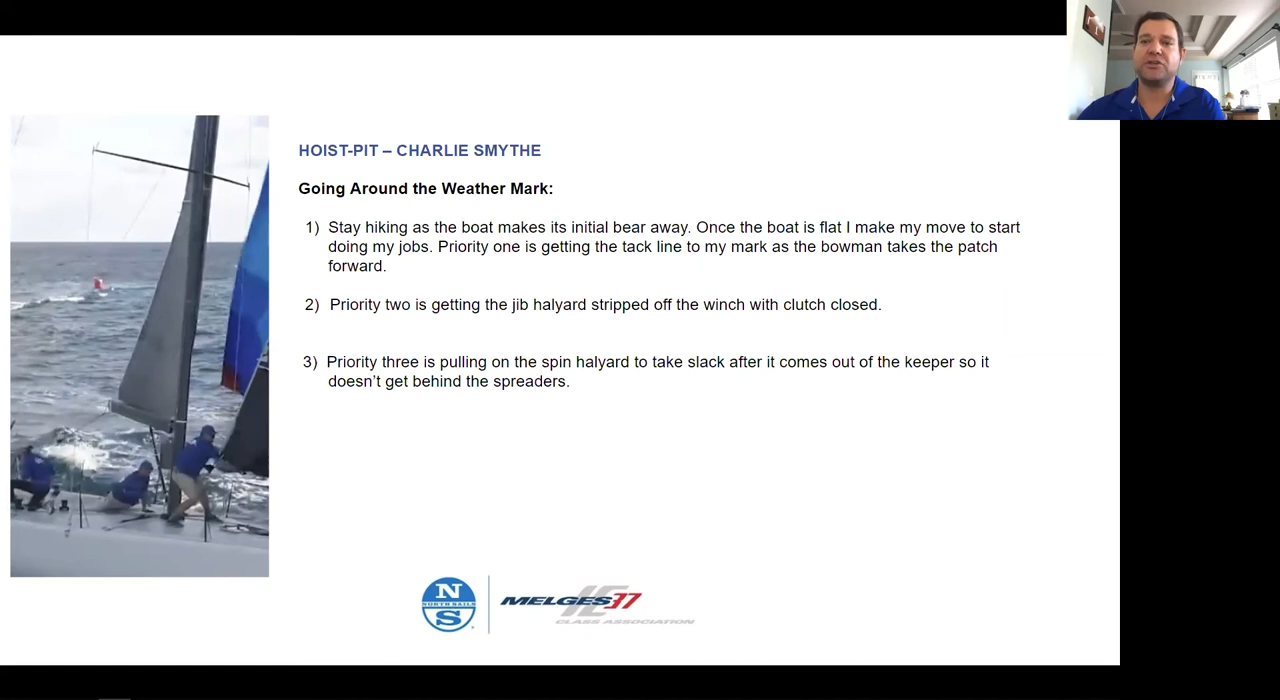 HOIST-PIT – CHARLIE SMYTHE
Going Around the Weather Mark:
1) Stay hiking as the boat makes its initial bear away. Once the boat is flat I make my move to start
doing my jobs. Priority one is getting the tack line to my mark as the bowman takes the patch
forward.
2) Priority two is getting the jib halyard stripped off the winch with clutch closed.
3) Priority three is pulling on the spin halyard to take slack after it comes out of the keeper so it
doesn’t get behind the spreaders.
N
NORTH SAILS
S
MELGES
IC
37
CLASS ASSOCIATION